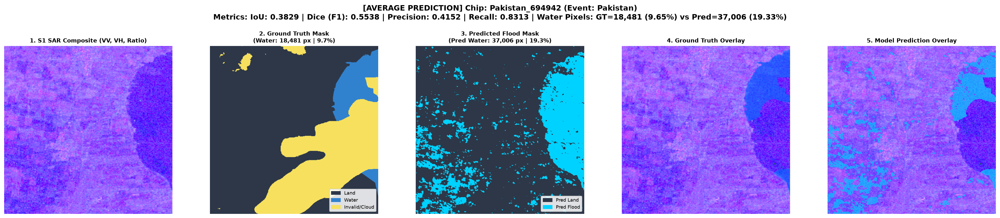 [AVERAGE PREDICTION] Chip: Pakistan_694942 (Event: Pakistan)
Metrics: IoU: 0.3829 | Dice (F1): 0.5538 | Precision: 0.4152 | Recall: 0.8313 | Water Pixels: GT=18,481 (9.65%) vs Pred=37,006 (19.33%)
1. S1 SAR Composite (VV, VH, Ratio)
2. Ground Truth Mask
(Water: 18,481 px | 9.7%)
Land
Water
Invalid/Cloud
3. Predicted Flood Mask
(Pred Water: 37,006 px | 19.3%)
Pred Land
Pred Flood
4. Ground Truth Overlay
5. Model Prediction Overlay